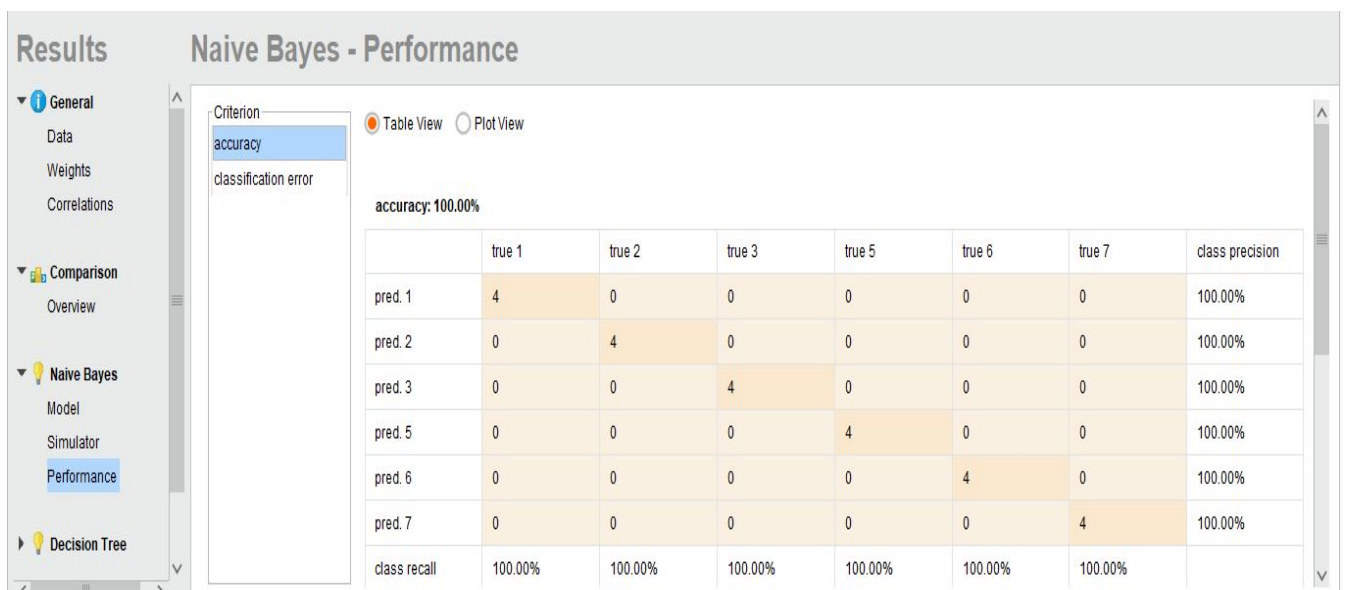 Results
Naive Bayes - Performance
General
Data
Weights
Correlations
Comparison
Overview
Naive Bayes
Model
Simulator
Performance
Decision Tree
Criterion
accuracy
classification error
Table View Plot View
accuracy: 100.00%
true 1 true 2 true 3 true 5 true 6 true 7 class precision
pred. 1 4 0 0 0 0 0 100.00%
pred. 2 0 4 0 0 0 0 100.00%
pred. 3 0 0 4 0 0 0 100.00%
pred. 5 0 0 0 4 0 0 100.00%
pred. 6 0 0 0 0 4 0 100.00%
pred. 7 0 0 0 0 0 4 100.00%
class recall 100.00% 100.00% 100.00% 100.00% 100.00% 100.00%